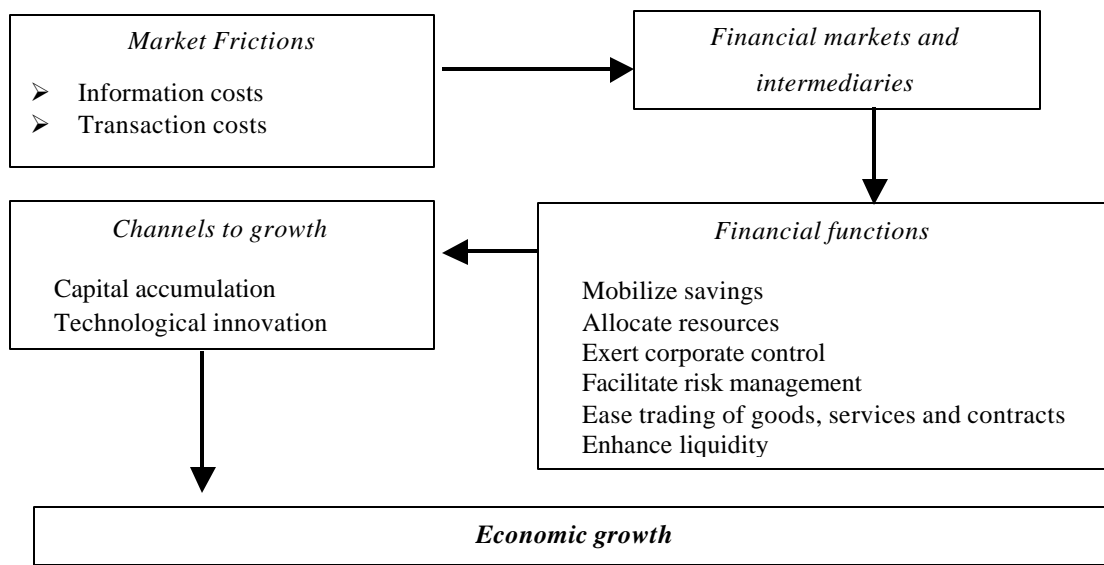 Market Frictions
➢ Information costs
➢ Transaction costs
Financial markets and
intermediaries
Financial functions
Mobilize savings
Allocate resources
Exert corporate control
Facilitate risk management
Ease trading of goods, services and contracts
Enhance liquidity
Channels to growth
Capital accumulation
Technological innovation
Economic growth